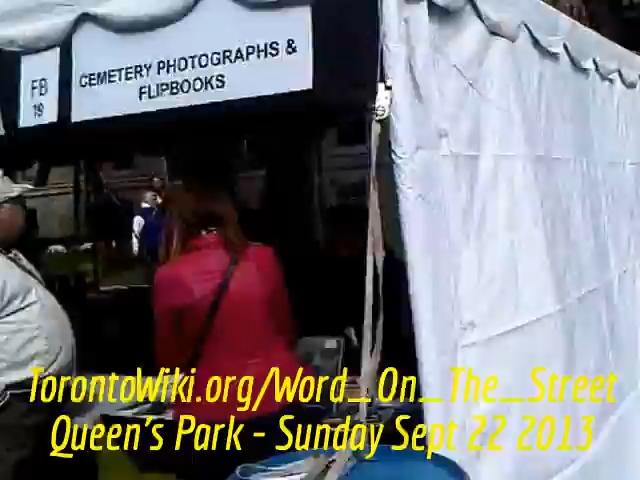 FB
19
CEMETERY PHOTOGRAPHS &
FLIPBOOKS
TorontoWiki.org/Word_On_The_Street
Queen's Park - Sunday Sept 22 2013